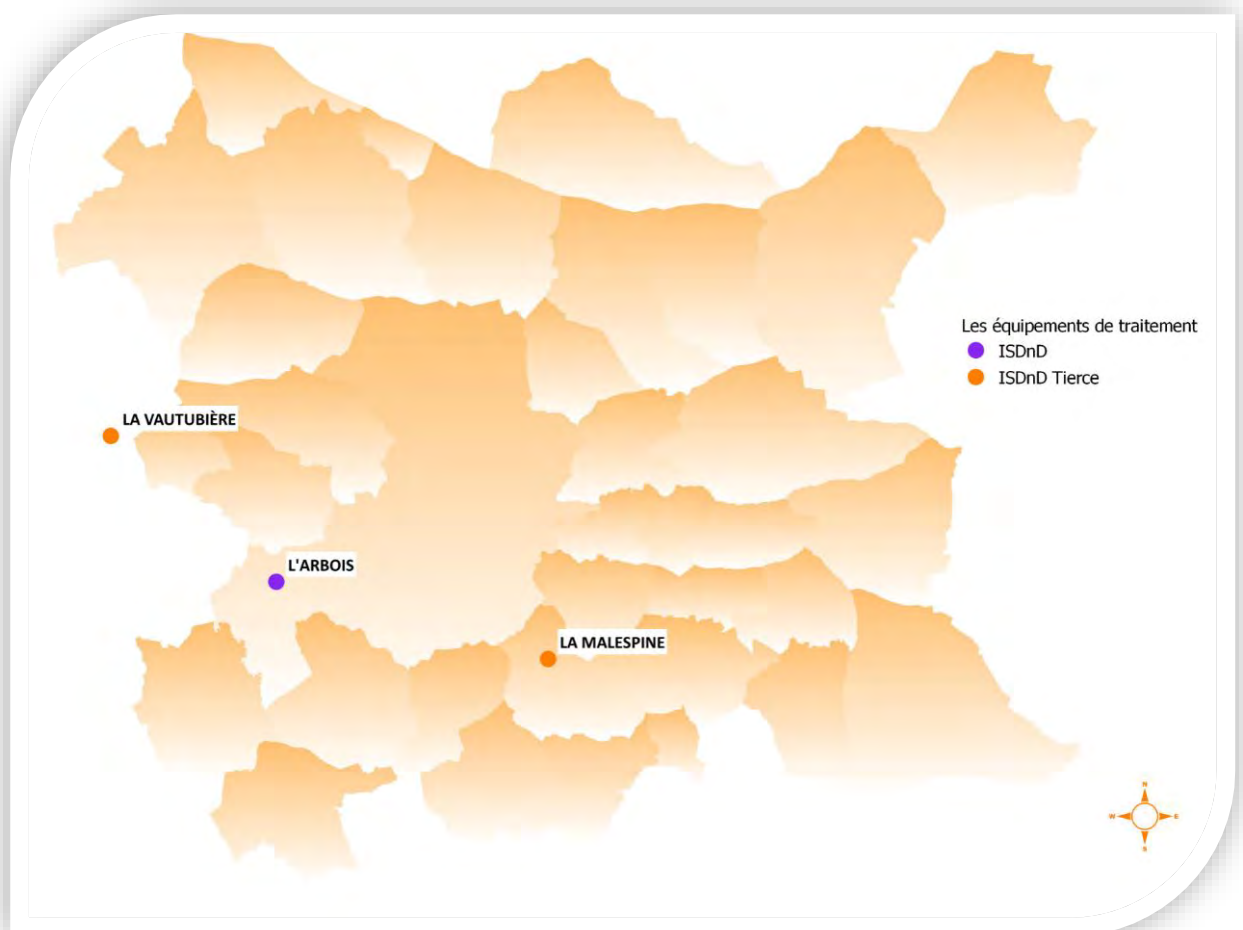 Les équipements de traitement
ISDnD
ISDnD Tierce
LA VAUTUBIÈRE
L'ARBOIS
LA MALESPINE
N
W E
S